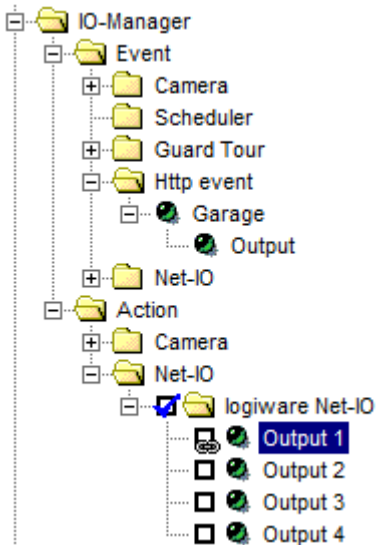 IO-Manager
Event
Camera
Scheduler
Guard Tour
Http event
Garage
Output
Net-IO
Action
Camera
Net-IO
logiware Net-IO
Output 1
Output 2
Output 3
Output 4